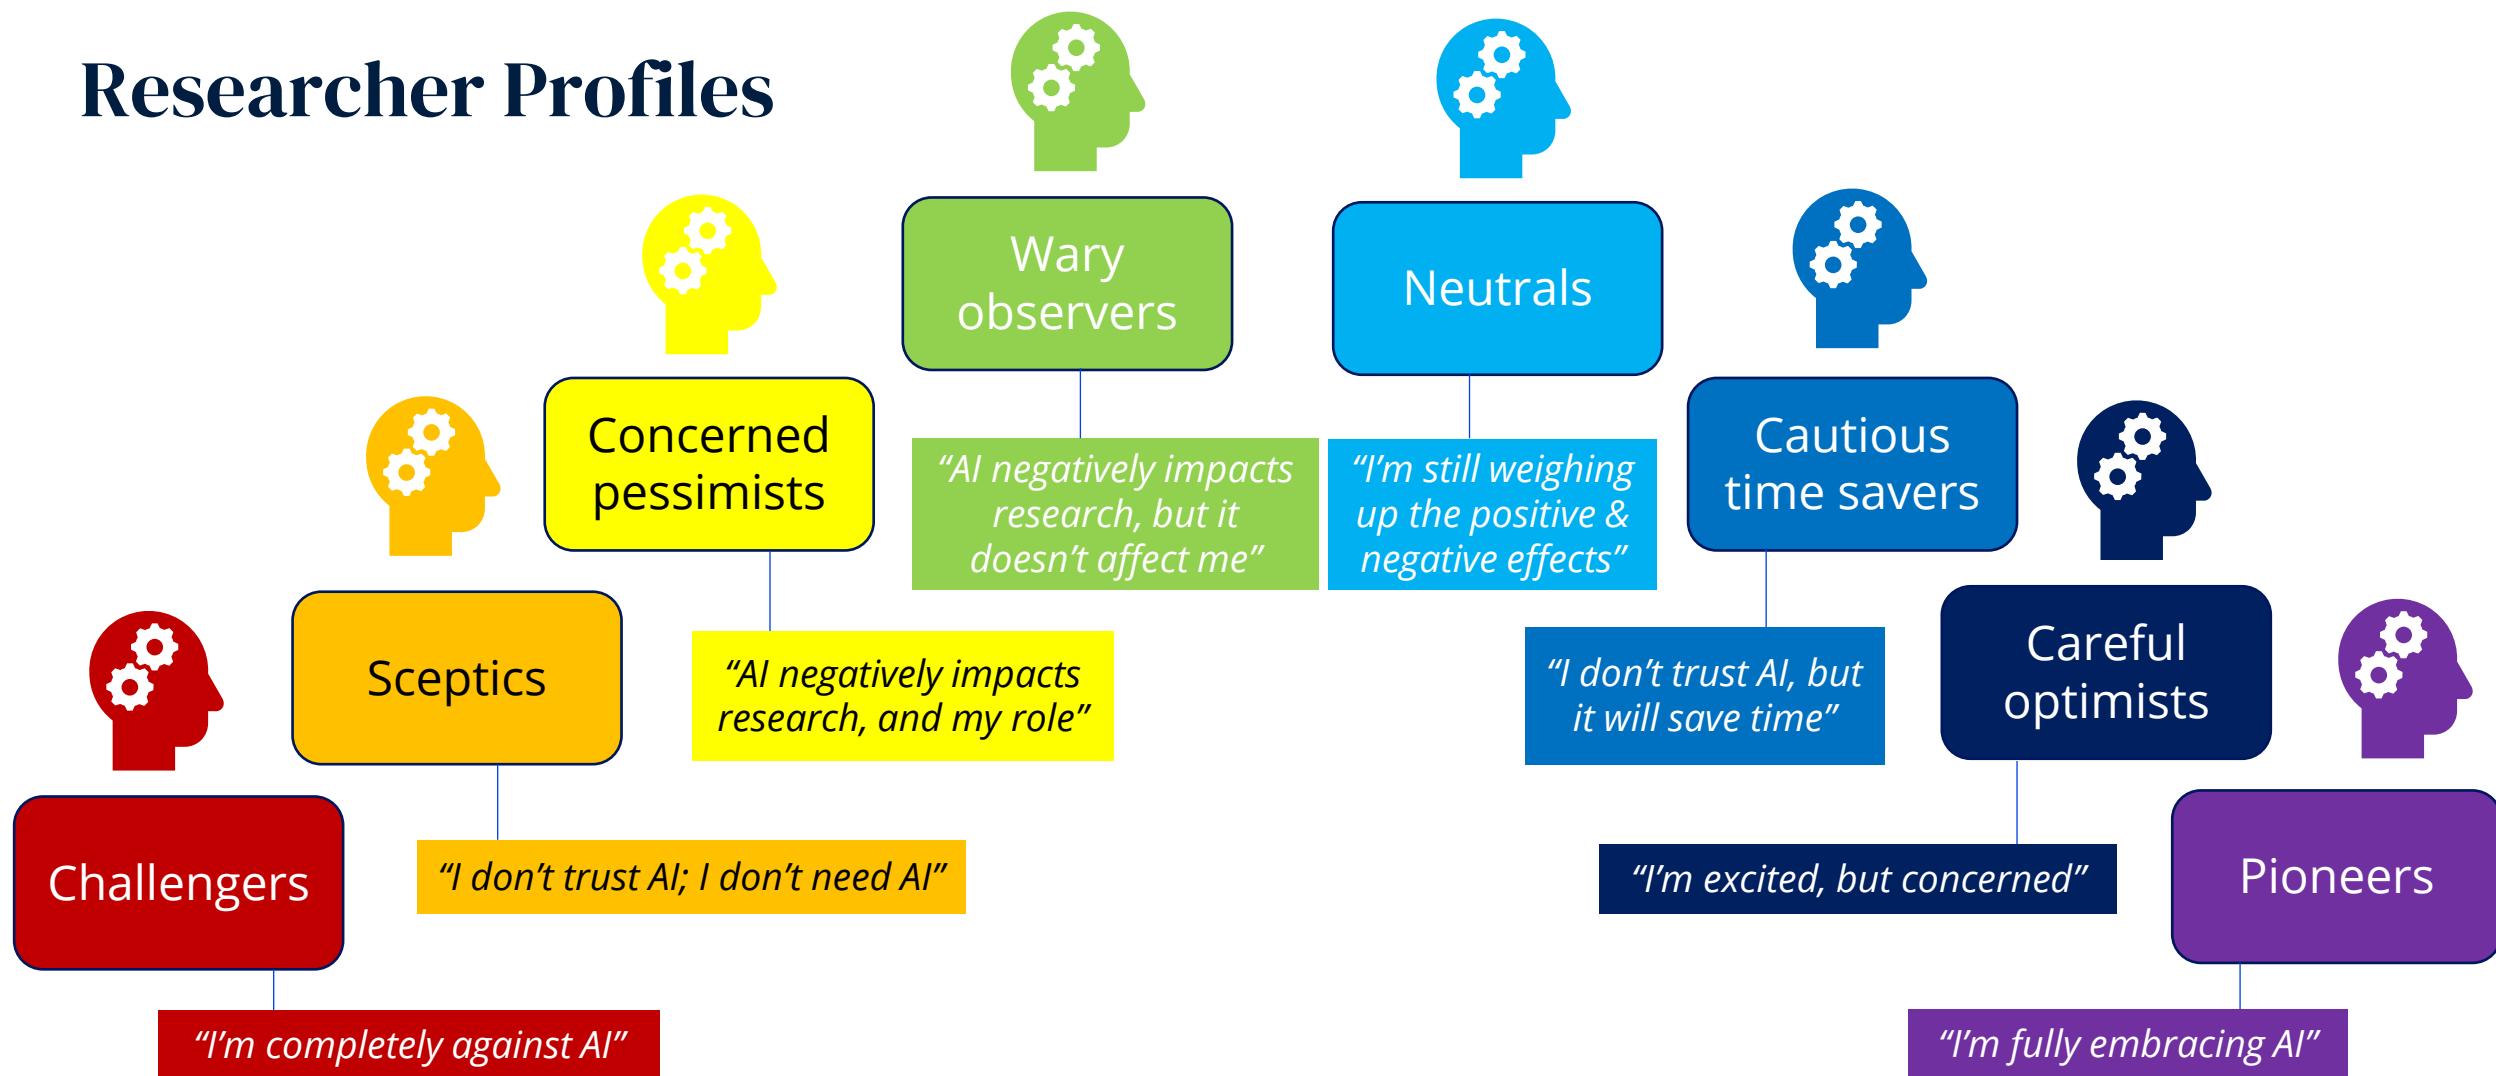 Researcher Profiles
Wary
observers
Neutrals
Concerned
pessimists
Cautious
time savers
“AI negatively impacts
research, but it
doesn’t affect me”
“I’m still weighing
up the positive &
negative effects”
Sceptics
“AI negatively impacts
research, and my role”
“I don’t trust AI, but
it will save time”
Careful
optimists
Challengers
“I don’t trust AI; I don’t need AI”
“I’m excited, but concerned”
Pioneers
“I’m completely against AI”
“I’m fully embracing AI”